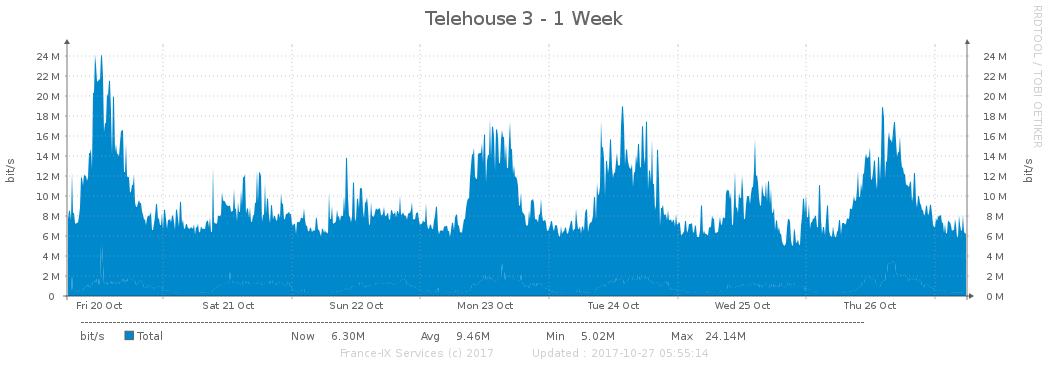 Telehouse 3 - 1 Week
RRDTOOL / TOBI OETIKER
bit/s
24 M 24 M
22 M 22 M
20 M 20 M
18 M 18 M
16 M 16 M
14 M 14 M
12 M 12 M
10 M 10 M
8 M 8 M
6 M 6 M
4 M 4 M
2 M 2 M
0 0 M
bit/s
Fri 20 Oct Sat 21 Oct Sun 22 Oct Mon 23 Oct Tue 24 Oct Wed 25 Oct Thu 26 Oct
bit/s Total Now 6.30M Avg 9.46M Min 5.02M Max 24.14M
France-IX Services (c) 2017 Updated : 2017-10-27 05:55:14